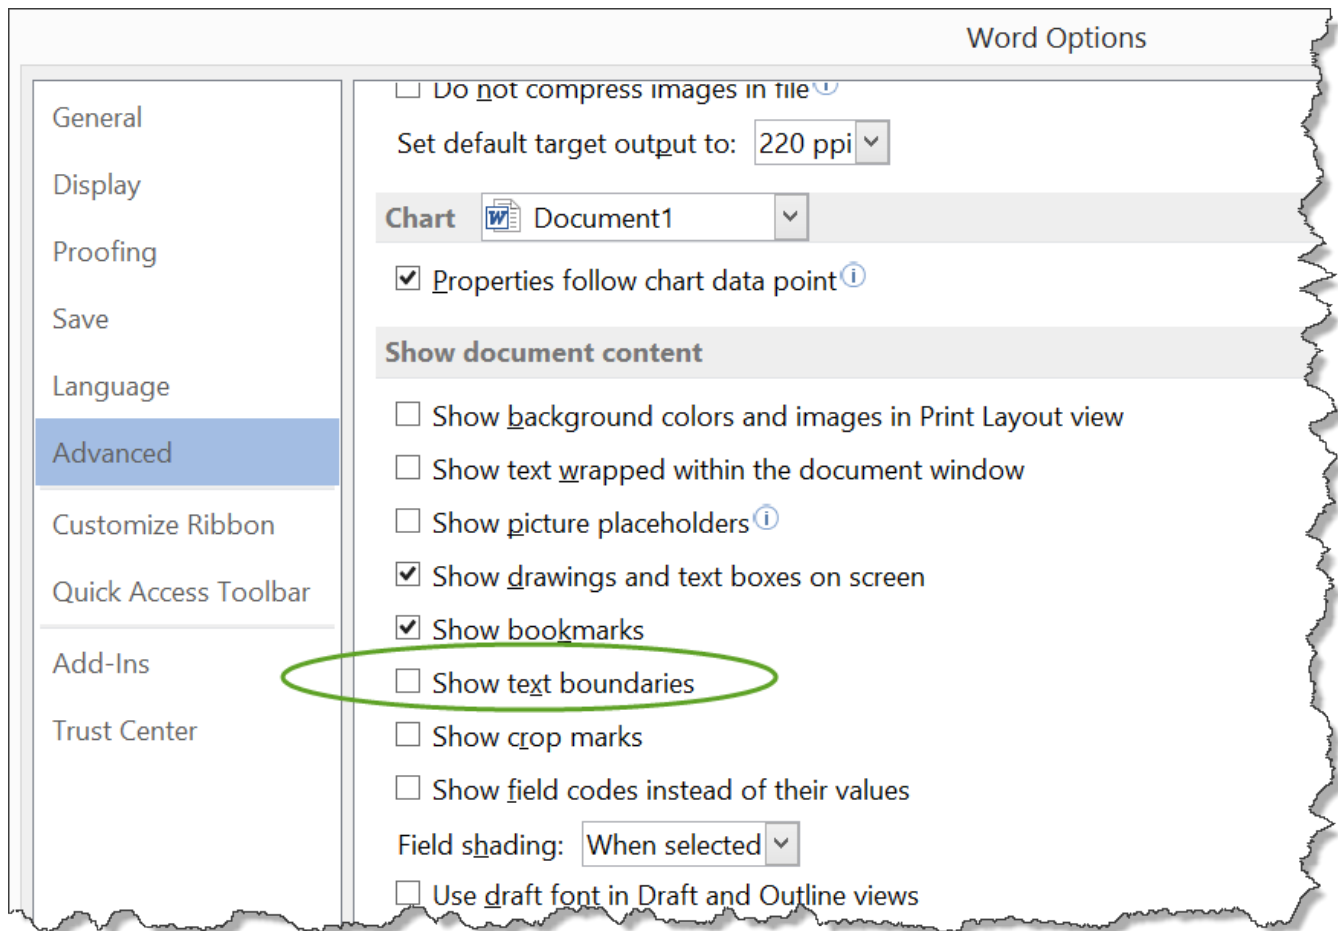 Word Options
General
Display
Proofing
Save
Language
Advanced
Customize Ribbon
Quick Access Toolbar
Add-Ins
Trust Center
Do not compress images in file
Set default target output to: 220 ppi
Chart Document1
Properties follow chart data point
Show document content
Show background colors and images in Print Layout view
Show text wrapped within the document window
Show picture placeholders
Show drawings and text boxes on screen
Show bookmarks
Show text boundaries
Show crop marks
Show field codes instead of their values
Field shading: When selected
Use draft font in Draft and Outline views